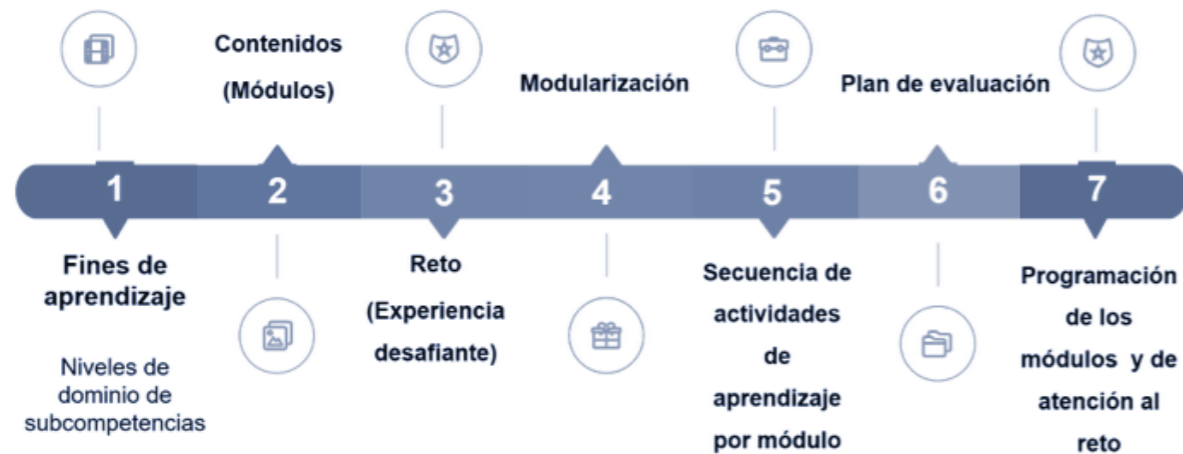 1
Fines de
aprendizaje
Niveles de
dominio de
subcompetencias
Contenidos
(Módulos)
2
3
Reto
(Experiencia
desafiante)
Modularización
4
5
Secuencia de
actividades
de
aprendizaje
por módulo
Plan de evaluación
6
7
Programación
de los
módulos y de
atención al
reto